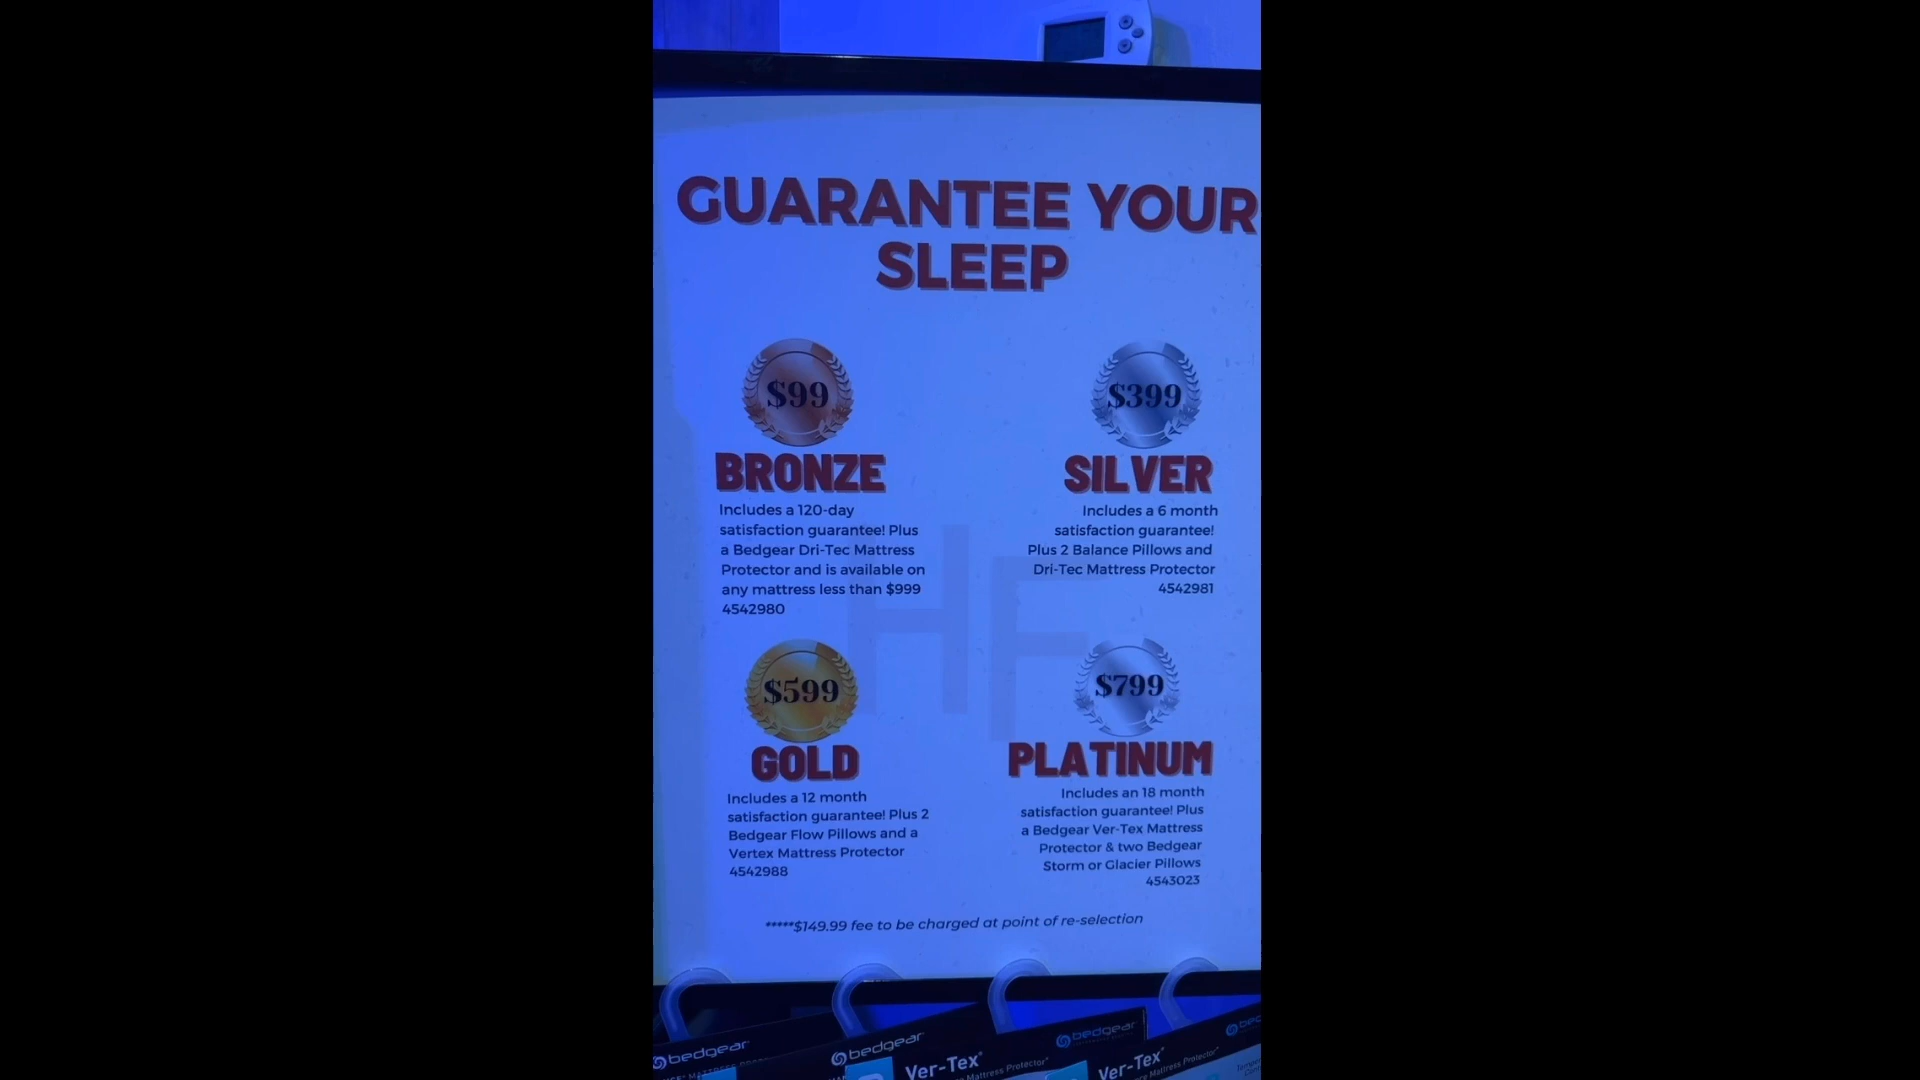 GUARANTEE YOUR
SLEEP
$99
BRONZE
Includes a 120-day
satisfaction guarantee! Plus
a Bedgear Dri-Tec Mattress
Protector and is available on
any mattress less than $999
4542980
$399
SILVER
Includes a 6 month
satisfaction guarantee!
Plus 2 Balance Pillows and
Dri-Tec Mattress Protector
4542981
HF
$599
GOLD
Includes a 12 month
satisfaction guarantee! Plus 2
Bedgear Flow Pillows and a
Vertex Mattress Protector
4542988
$799
PLATINUM
Includes an 18 month
satisfaction guarantee! Plus
a Bedgear Ver-Tex Mattress
Protector & two Bedgear
Storm or Glacier Pillows
4543023
*****$149.99 fee to be charged at point of re-selection
bedgear
bedgear
Ver-Tex
Mattress Protector
bedgear
Ver-Tex
Mattress Protector